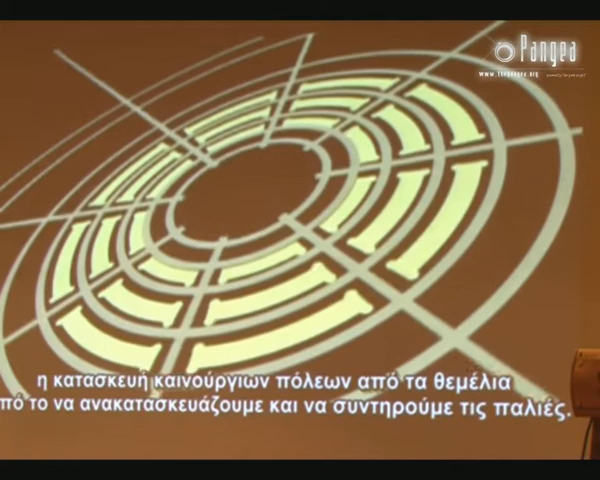 Pangea
www.thepangea.org
η κατασκευή καινούργιων πόλεων από τα θεμέλια
πό το να ανακατασκευάζουμε και να συντηρούμε τις παλιές.